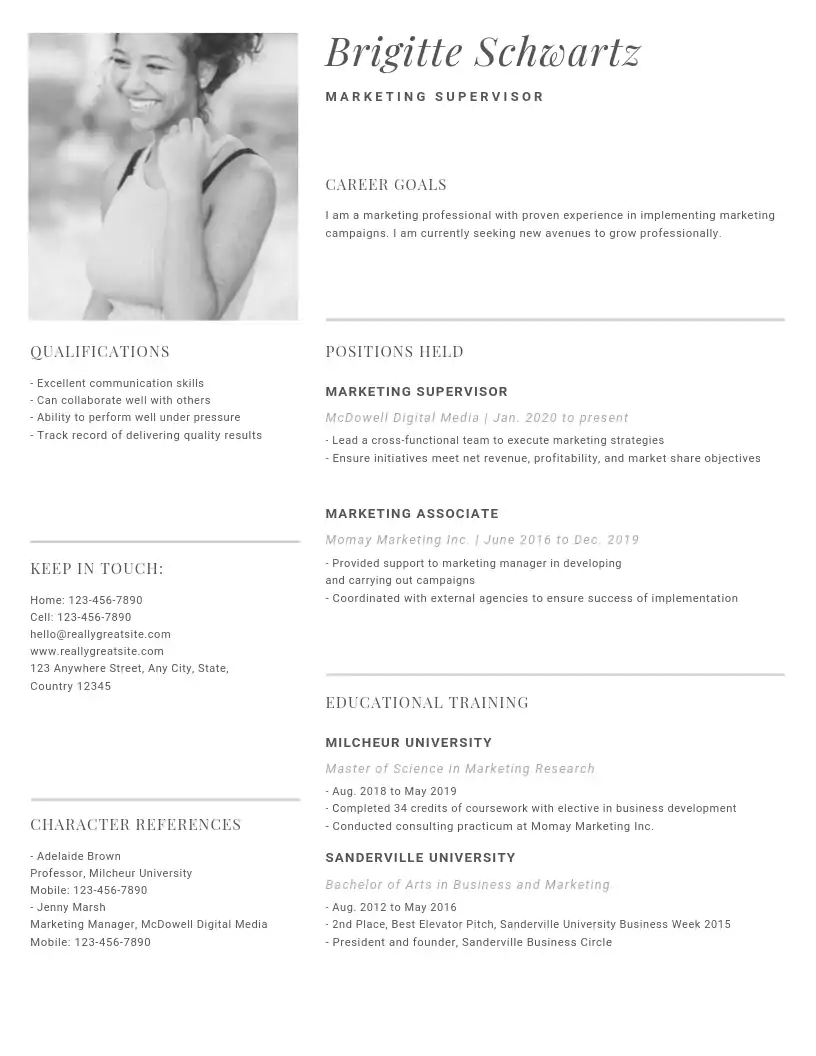 Brigitte Schwartz
MARKETING SUPERVISOR
CAREER GOALS
I am a marketing professional with proven experience in implementing marketing
campaigns. I am currently seeking new avenues to grow professionally.
QUALIFICATIONS
- Excellent communication skills
- Can collaborate well with others
- Ability to perform well under pressure
- Track record of delivering quality results
KEEP IN TOUCH:
Home: 123-456-7890
Cell: 123-456-7890
hello@reallygreatsite.com
www.reallygreatsite.com
123 Anywhere Street, Any City, State,
Country 12345
CHARACTER REFERENCES
- Adelaide Brown
Professor, Milcheur University
Mobile: 123-456-7890
- Jenny Marsh
Marketing Manager, McDowell Digital Media
Mobile: 123-456-7890
POSITIONS HELD
MARKETING SUPERVISOR
McDowell Digital Media | Jan. 2020 to present
- Lead a cross-functional team to execute marketing strategies
- Ensure initiatives meet net revenue, profitability, and market share objectives
MARKETING ASSOCIATE
Momay Marketing Inc. | June 2016 to Dec. 2019
- Provided support to marketing manager in developing
and carrying out campaigns
- Coordinated with external agencies to ensure success of implementation
EDUCATIONAL TRAINING
MILCHEUR UNIVERSITY
Master of Science in Marketing Research
- Aug. 2018 to May 2019
- Completed 34 credits of coursework with elective in business development
- Conducted consulting practicum at Momay Marketing Inc.
SANDERVILLE UNIVERSITY
Bachelor of Arts in Business and Marketing
- Aug. 2012 to May 2016
- 2nd Place, Best Elevator Pitch, Sanderville University Business Week 2015
- President and founder, Sanderville Business Circle